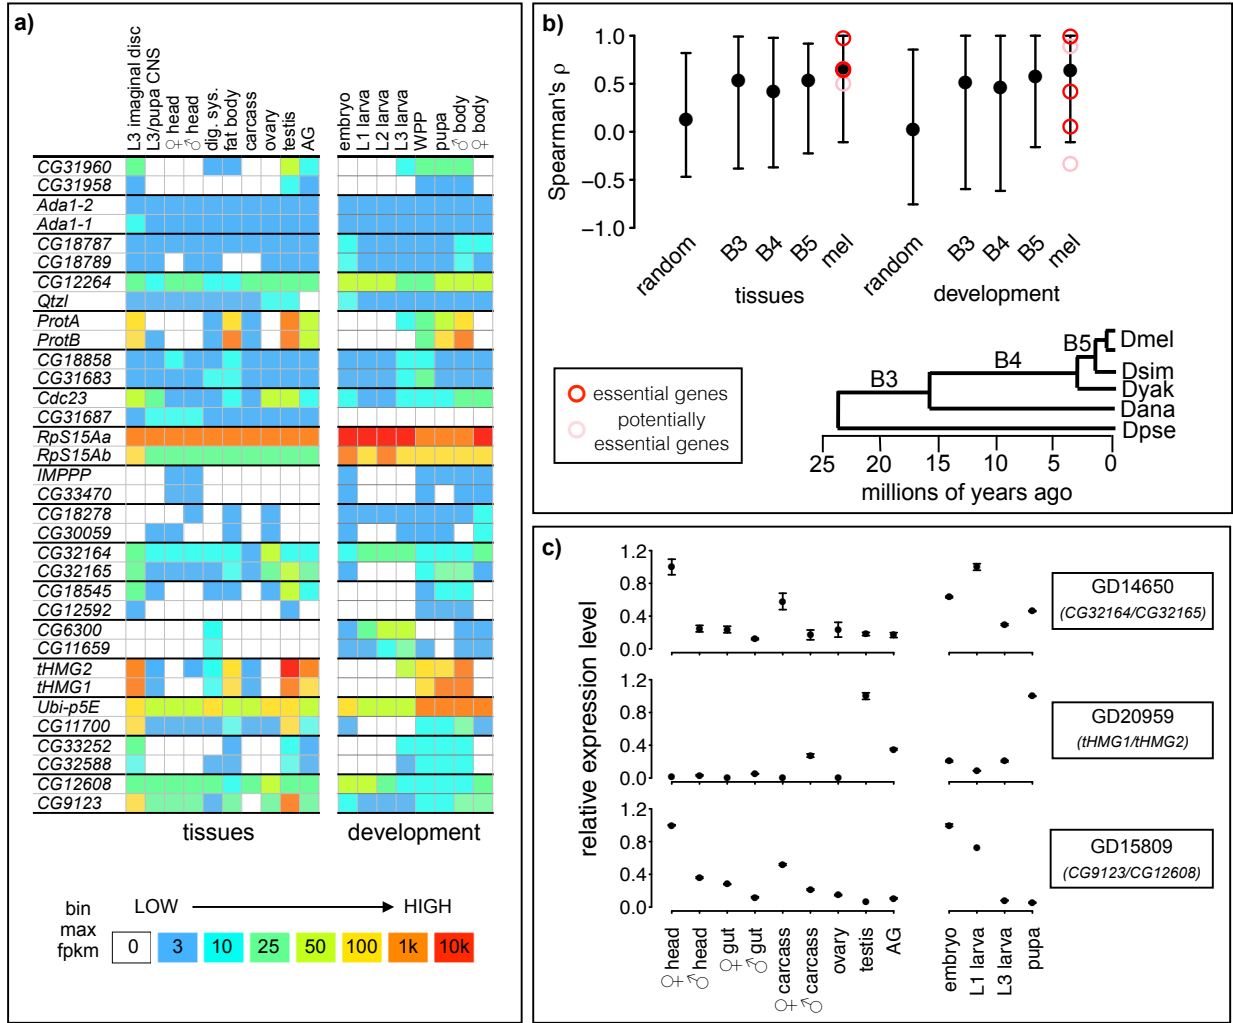 a)
L3 imaginal disc
L3/pupa CNS
♀ head
♂ head
dig. sys.
fat body
carcass
ovary
testis
AG
embryo
L1 larva
L2 larva
L3 larva
WPP
pupa
♂ body
♀ body
CG31960
CG31958
Ada1-2
Ada1-1
CG18787
CG18789
CG12264
Qtzl
ProtA
ProtB
CG18858
CG31683
Cdc23
CG31687
RpS15Aa
RpS15Ab
IMPPP
CG33470
CG18278
CG30059
CG32164
CG32165
CG18545
CG12592
CG6300
CG11659
tHMG2
tHMG1
Ubi-p5E
CG11700
CG33252
CG32588
CG12608
CG9123
tissues
development
bin
max
fpkm
LOW
HIGH
0 3 10 25 50 100 1k 10k
b)
Spearman's ρ
1.0
0.5
0.0
−0.5
−1.0
random
B3
B4
B5
mel
random
B3
B4
B5
mel
tissues
development
essential genes
potentially
essential genes
B3
B4
B5
Dmel
Dsim
Dyak
Dana
Dpse
25 20 15 10 5 0
millions of years ago
c)
relative expression level
1.2
0.8
0.4
0.0
GD14650
(CG32164/CG32165)
1.2
0.8
0.4
0.0
GD20959
(tHMG1/tHMG2)
1.2
0.8
0.4
0.0
GD15809
(CG9123/CG12608)
♀ head
♂ head
♀ gut
♂ gut
♀ carcass
♂ carcass
ovary
testis
AG
embryo
L1 larva
L3 larva
pupa